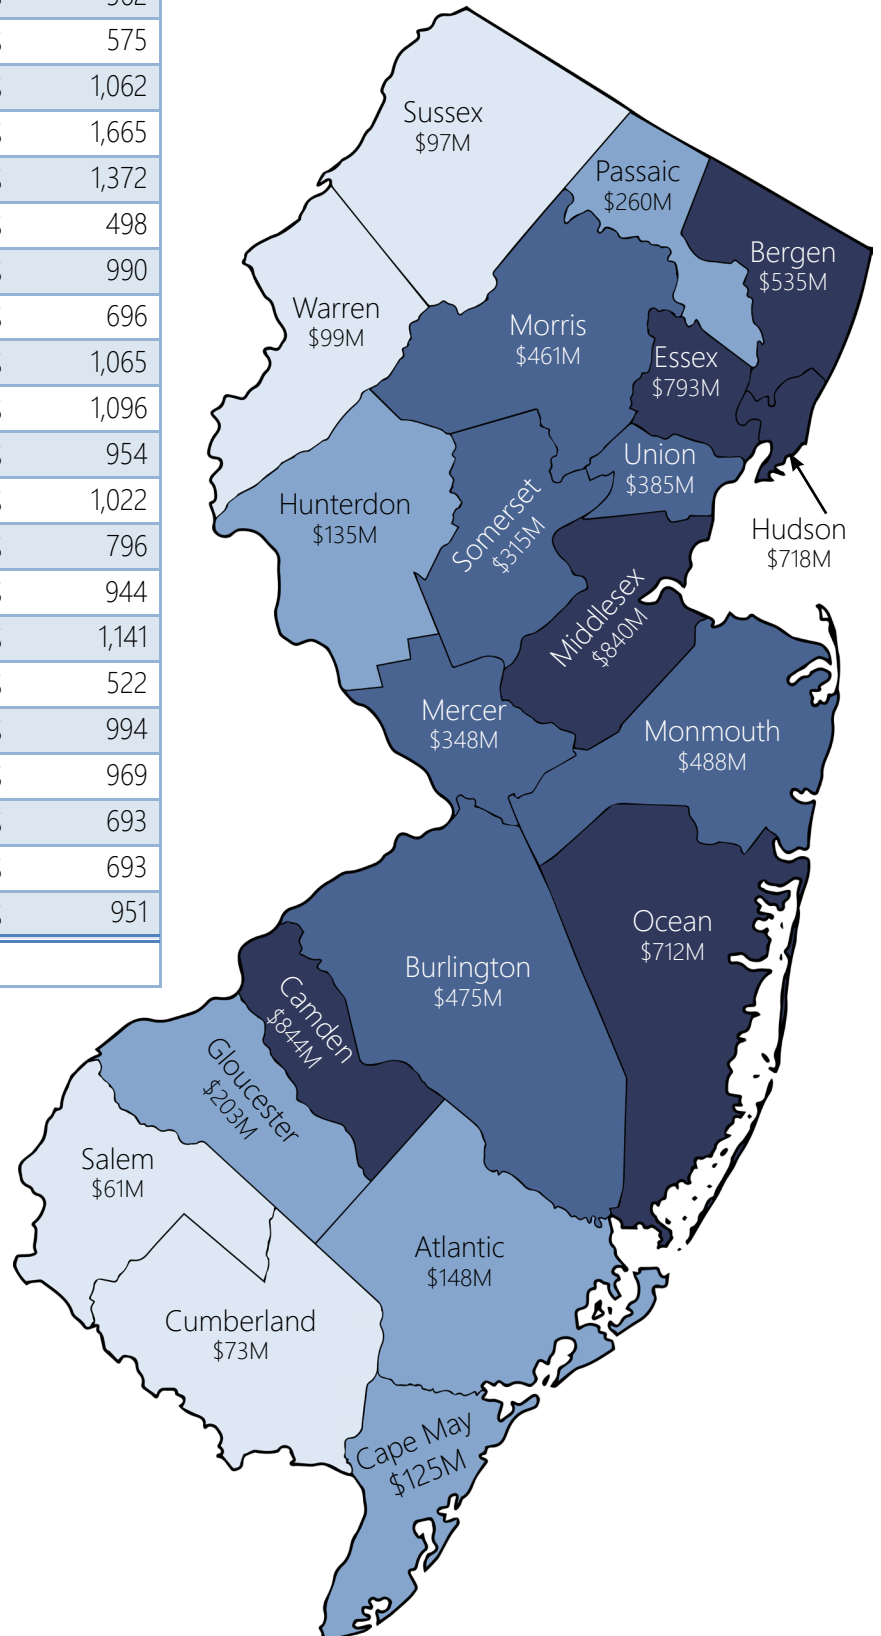 575
1,062
1,665
1,372
498
990
696
1,065
1,096
954
1,022
796
944
1,141
522
994
969
693
693
951
Sussex
$97M
Passaic
$260M
Bergen
$535M
Warren
$99M
Morris
$461M
Essex
$793M
Union
$385M
Hunterdon
$135M
Somerset
$315M
Hudson
$718M
Middlesex
$840M
Mercer
$348M
Monmouth
$488M
Ocean
$712M
Burlington
$475M
Camden
$844M
Gloucester
$203M
Salem
$61M
Atlantic
$148M
Cumberland
$73M
Cape May
$125M